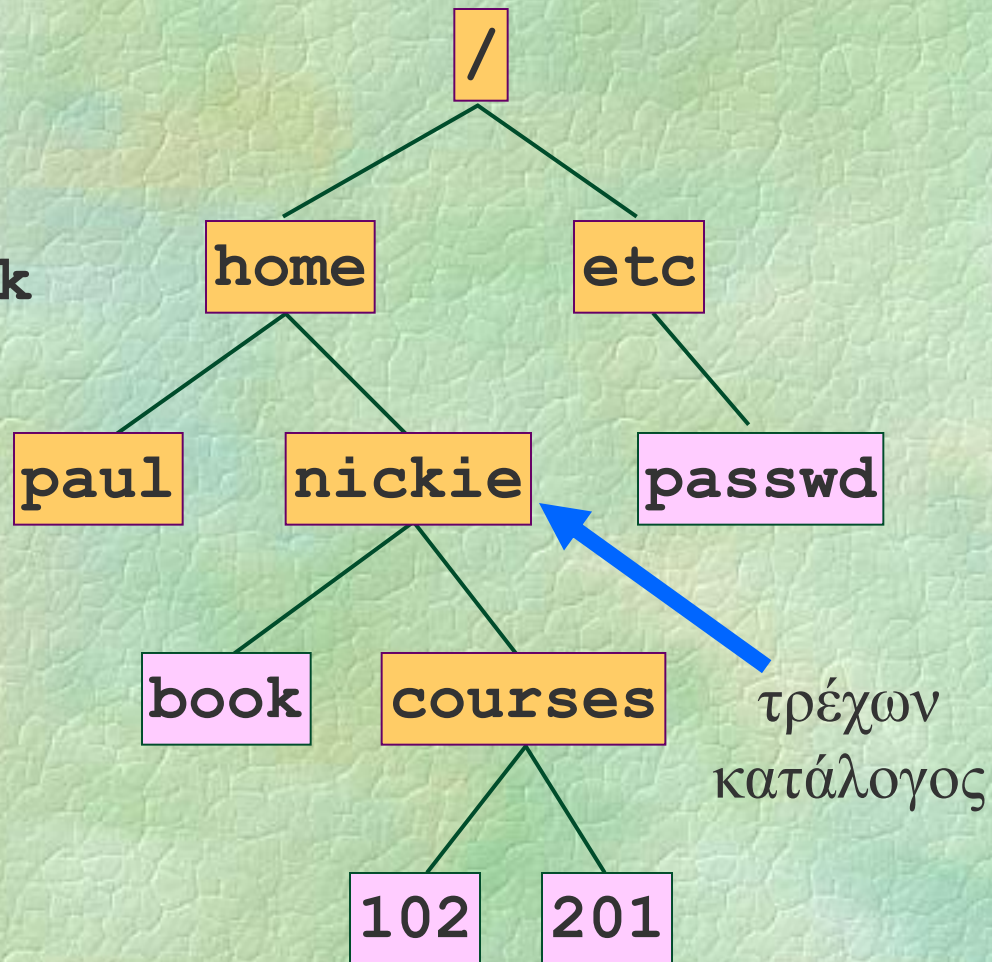 /
home
etc
k
paul
nickie
passwd
book
courses
τρέχων
κατάλογος
102
201